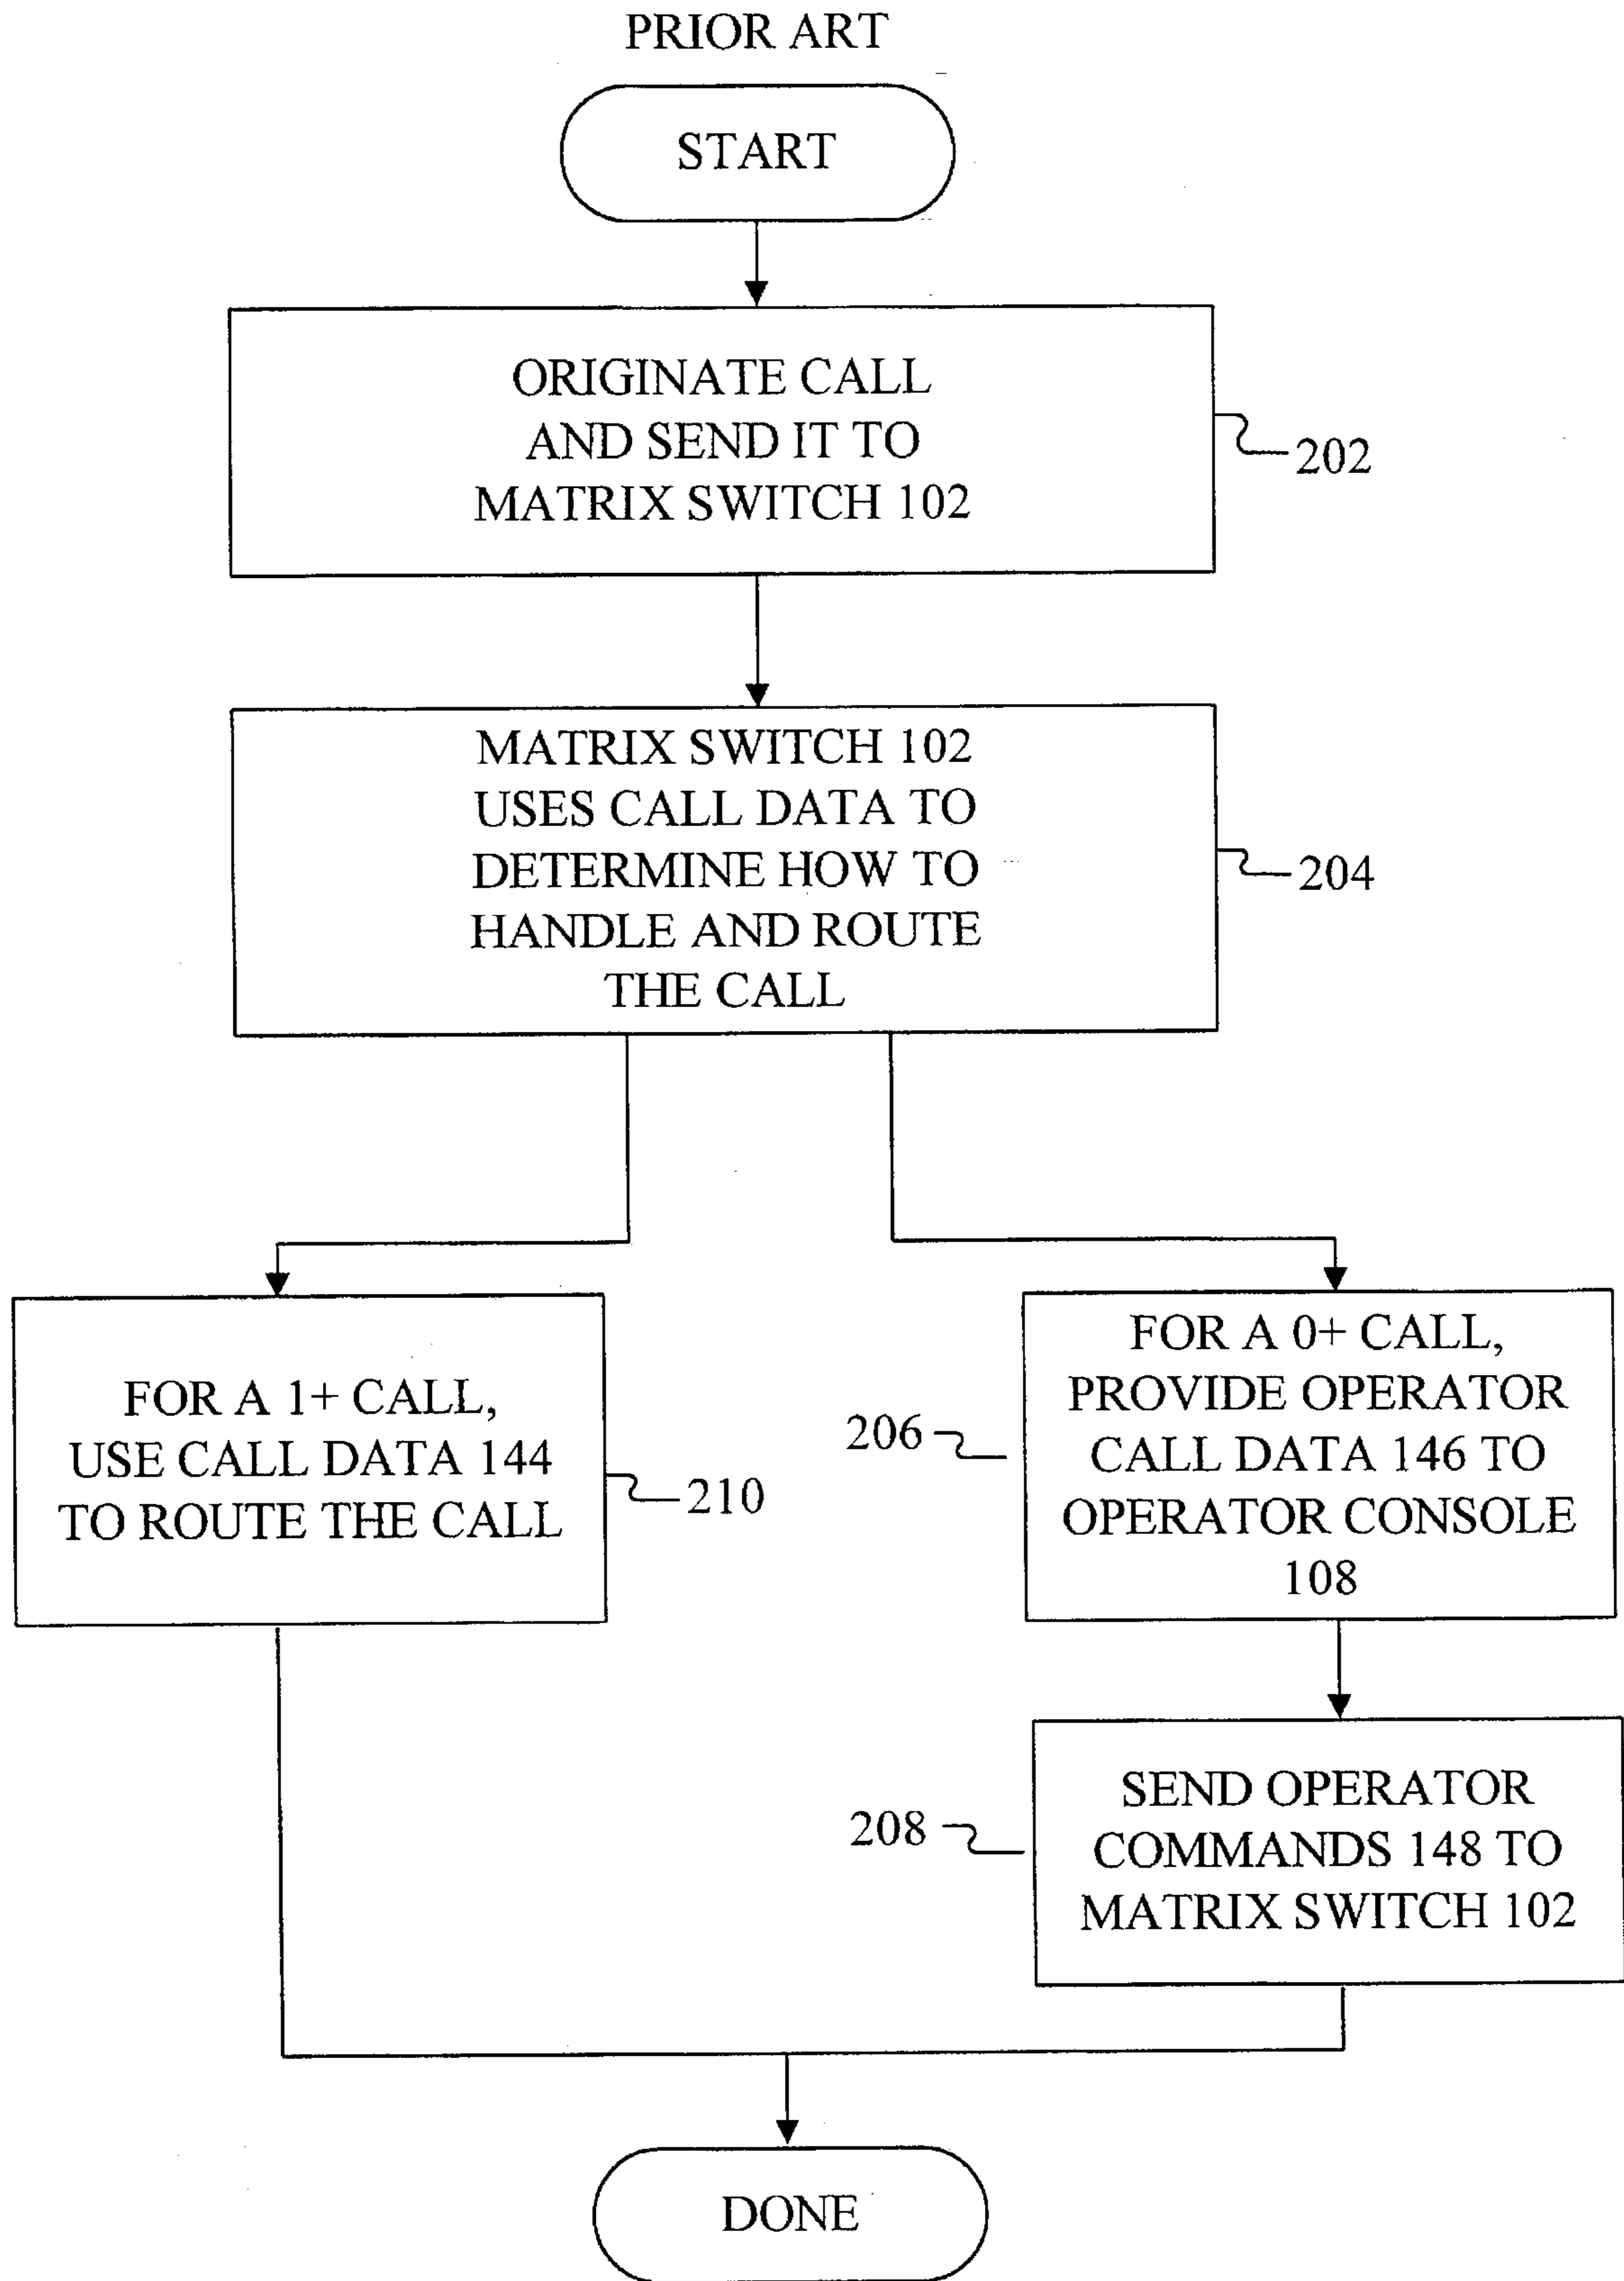 PRIOR ART
START
ORIGINATE CALL
AND SEND IT TO
MATRIX SWITCH 102
202
MATRIX SWITCH 102
USES CALL DATA TO
DETERMINE HOW TO
HANDLE AND ROUTE
THE CALL
204
FOR A 1+ CALL,
USE CALL DATA 144
TO ROUTE THE CALL
210
FOR A 0+ CALL,
PROVIDE OPERATOR
CALL DATA 146 TO
OPERATOR CONSOLE
108
206
SEND OPERATOR
COMMANDS 148 TO
MATRIX SWITCH 102
208
DONE